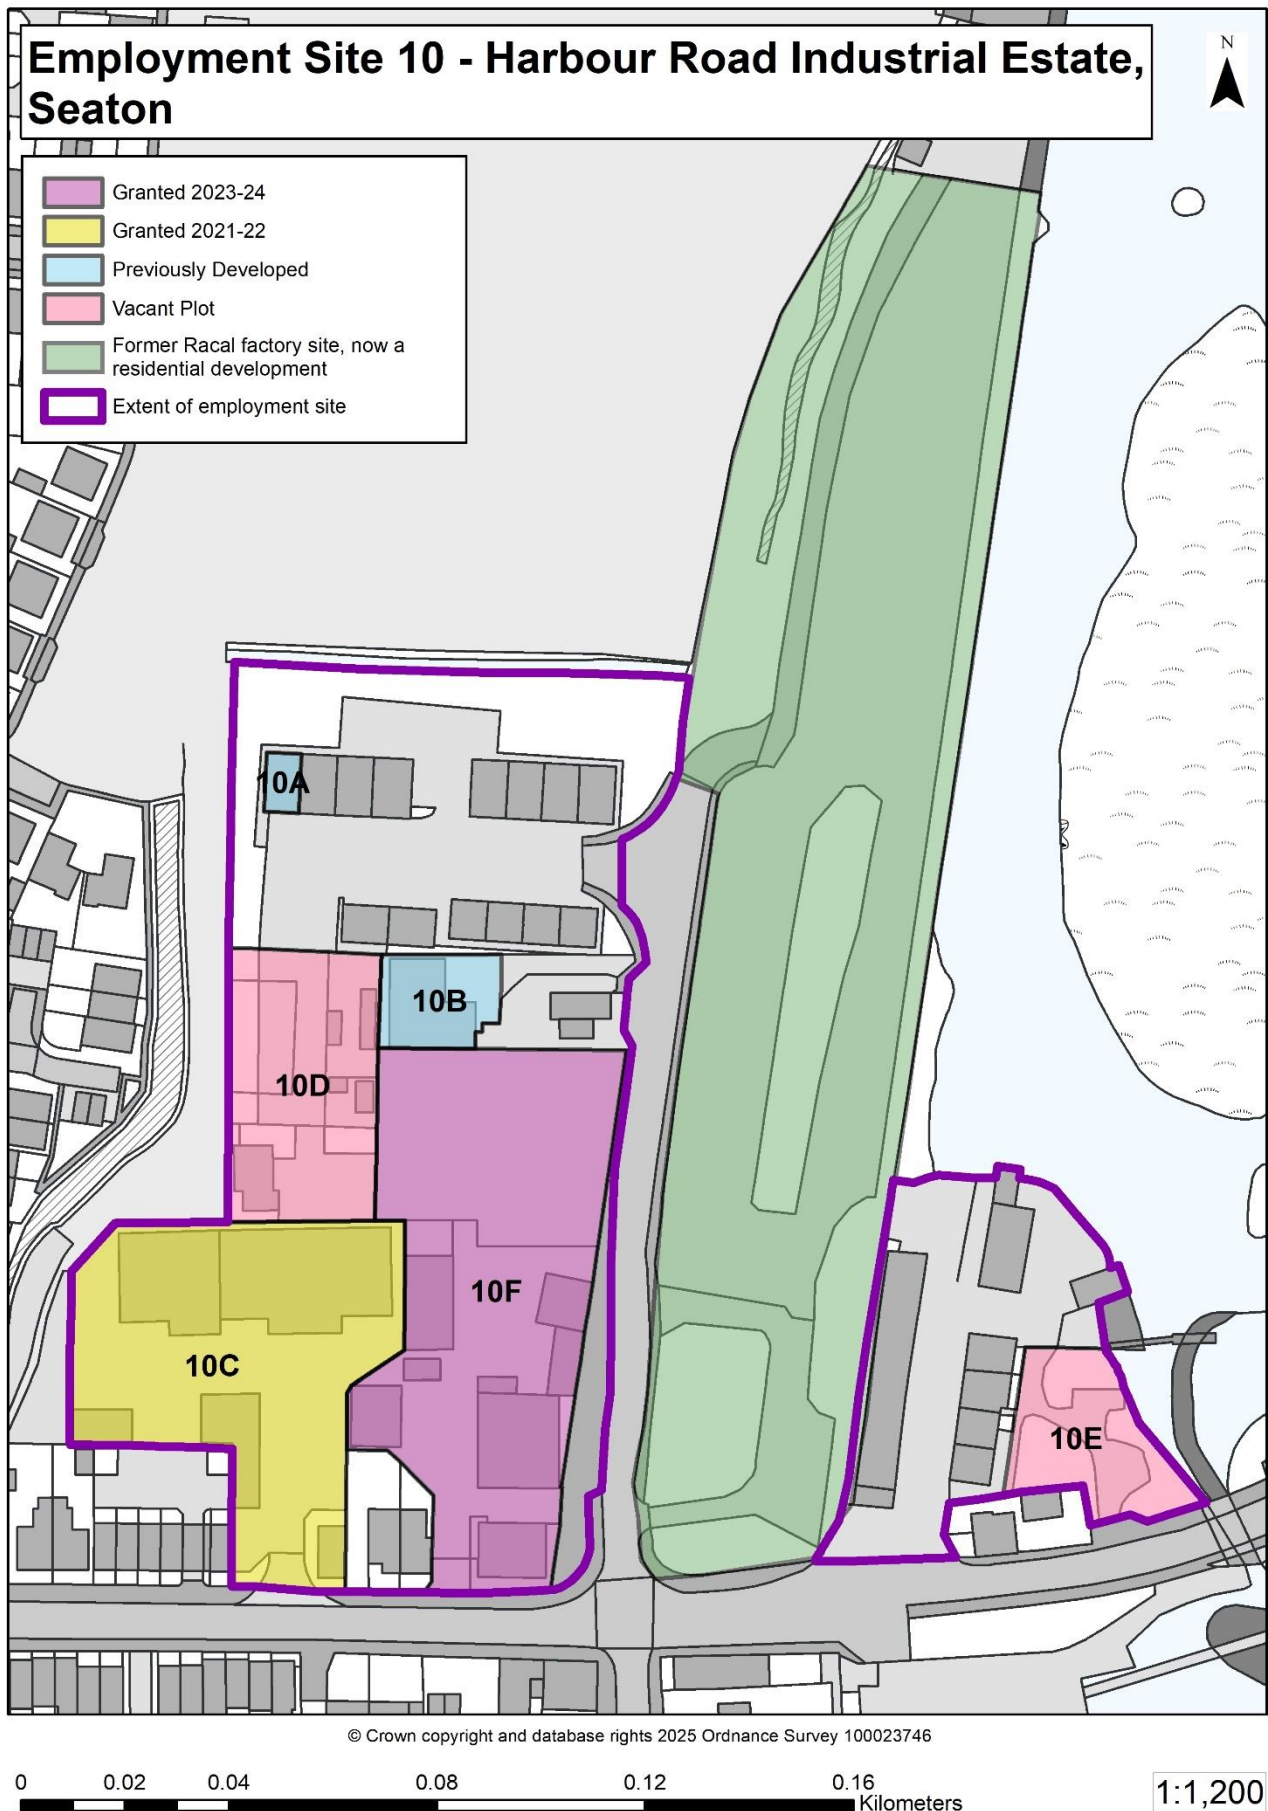 Employment Site 10 - Harbour Road Industrial Estate,
Seaton
N
Granted 2023-24
Granted 2021-22
Previously Developed
Vacant Plot
Former Racal factory site, now a
residential development
Extent of employment site
10A
10B
10D
10F
10C
10E
© Crown copyright and database rights 2025 Ordnance Survey 100023746
0 0.02 0.04 0.08 0.12 0.16
Kilometers
1:1,200